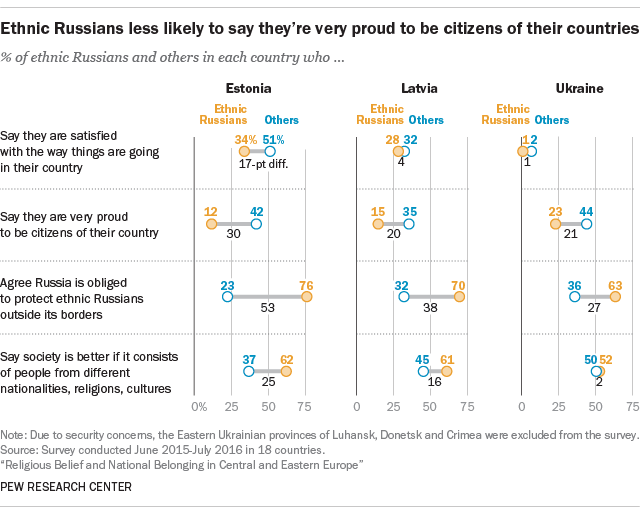 Ethnic Russians less likely to say they're very proud to be citizens of their countries
% of ethnic Russians and others in each country who ...
Estonia Latvia Ukraine
Ethnic Russians Others Ethnic Russians Others Ethnic Russians Others
Say they are satisfied
with the way things are going
in their country
34% 51% 28 32 1 2
17-pt diff. 4 1
Say they are very proud
to be citizens of their country
12 42 15 35 23 44
30 20 21
Agree Russia is obliged
to protect ethnic Russians
outside its borders
23 76 32 70 36 63
53 38 27
Say society is better if it consists
of people from different
nationalities, religions, cultures
37 62 45 61 50 52
25 16 2
0% 25 50 75 0 25 50 75 0 25 50 75
Note: Due to security concerns, the Eastern Ukrainian provinces of Luhansk, Donetsk and Crimea were excluded from the survey.
Source: Survey conducted June 2015-July 2016 in 18 countries.
“Religious Belief and National Belonging in Central and Eastern Europe”
PEW RESEARCH CENTER